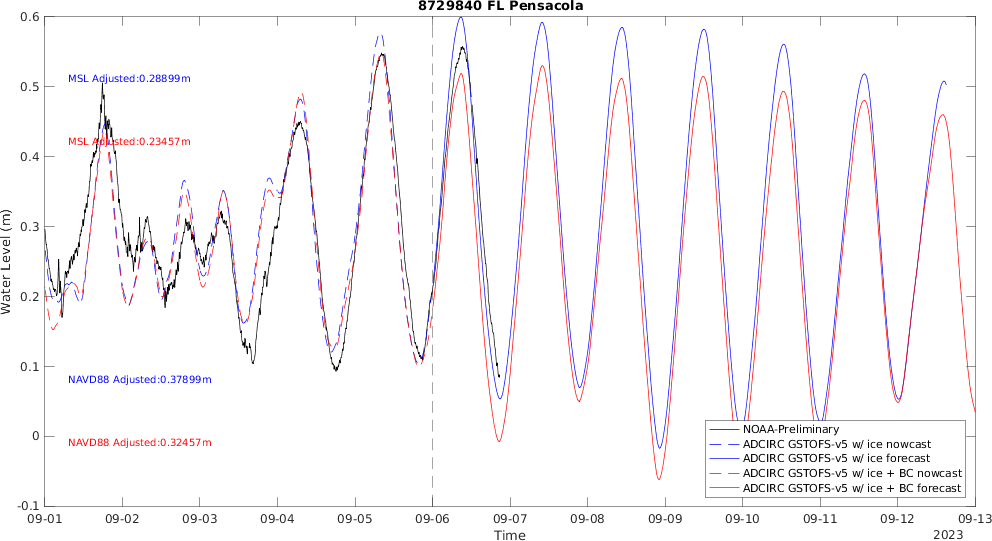 8729840 FL Pensacola
0.6
0.5
0.4
0.3
0.2
0.1
0
-0.1
Water Level (m)
MSL Adjusted:0.28899m
MSL Adjusted:0.23457m
NAVD88 Adjusted:0.37899m
NAVD88 Adjusted:0.32457m
NOAA-Preliminary
ADCIRC GSTOFS-v5 w/ ice nowcast
ADCIRC GSTOFS-v5 w/ ice forecast
ADCIRC GSTOFS-v5 w/ ice + BC nowcast
ADCIRC GSTOFS-v5 w/ ice + BC forecast
09-01 09-02 09-03 09-04 09-05 09-06 09-07 09-08 09-09 09-10 09-11 09-12 09-13
Time
2023